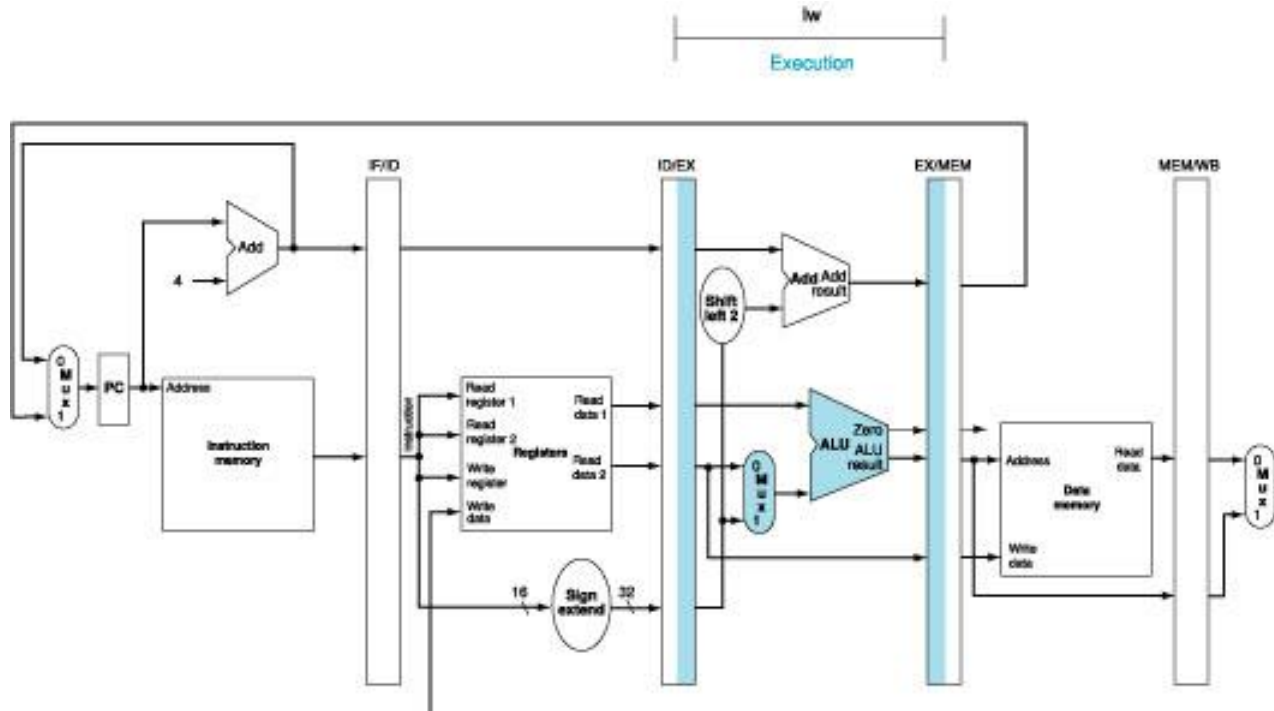 lw
Execution
IF/ID
ID/EX
EX/MEM
MEM/WB
Add
4
Add Add
result
Shift
left 2
0
M
u
x
1
PC
Address
Instruction
memory
Instruction
Read
register 1
Read
register 2
Write
register
Write
data
Registers
Read
data 1
Read
data 2
0
M
u
x
1
ALU
Zero
ALU
result
Address
Read
data
Data
memory
Write
data
0
M
u
x
1
16
Sign
extend
32